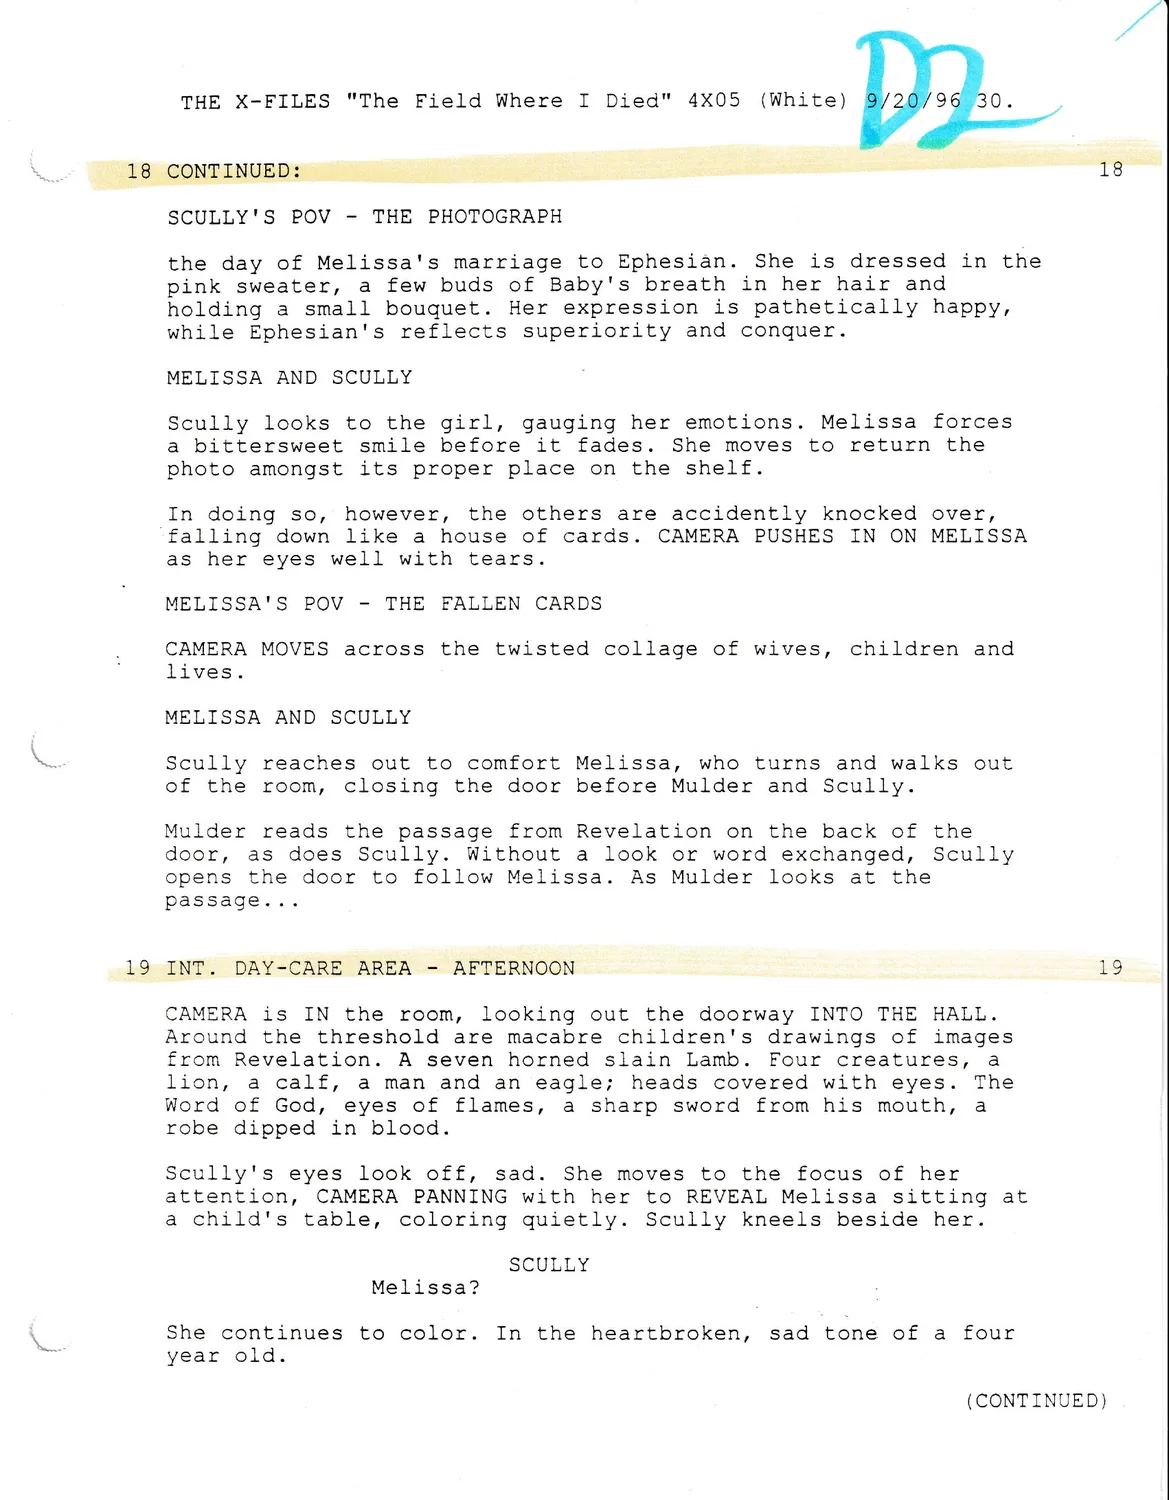 D2
THE X-FILES "The Field Where I Died" 4X05 (White) 9/20/96 30.
18 CONTINUED: 18
SCULLY'S POV - THE PHOTOGRAPH
the day of Melissa's marriage to Ephesian. She is dressed in the
pink sweater, a few buds of Baby's breath in her hair and
holding a small bouquet. Her expression is pathetically happy,
while Ephesian's reflects superiority and conquer.
MELISSA AND SCULLY
Scully looks to the girl, gauging her emotions. Melissa forces
a bittersweet smile before it fades. She moves to return the
photo amongst its proper place on the shelf.
In doing so, however, the others are accidently knocked over,
falling down like a house of cards. CAMERA PUSHES IN ON MELISSA
as her eyes well with tears.
MELISSA'S POV - THE FALLEN CARDS
CAMERA MOVES across the twisted collage of wives, children and
lives.
MELISSA AND SCULLY
Scully reaches out to comfort Melissa, who turns and walks out
of the room, closing the door before Mulder and Scully.
Mulder reads the passage from Revelation on the back of the
door, as does Scully. Without a look or word exchanged, Scully
opens the door to follow Melissa. As Mulder looks at the
passage...
19 INT. DAY-CARE AREA - AFTERNOON 19
CAMERA is IN the room, looking out the doorway INTO THE HALL.
Around the threshold are macabre children's drawings of images
from Revelation. A seven horned slain Lamb. Four creatures, a
lion, a calf, a man and an eagle; heads covered with eyes. The
Word of God, eyes of flames, a sharp sword from his mouth, a
robe dipped in blood.
Scully's eyes look off, sad. She moves to the focus of her
attention, CAMERA PANNING with her to REVEAL Melissa sitting at
a child's table, coloring quietly. Scully kneels beside her.
SCULLY
Melissa?
She continues to color. In the heartbroken, sad tone of a four
year old.
(CONTINUED)